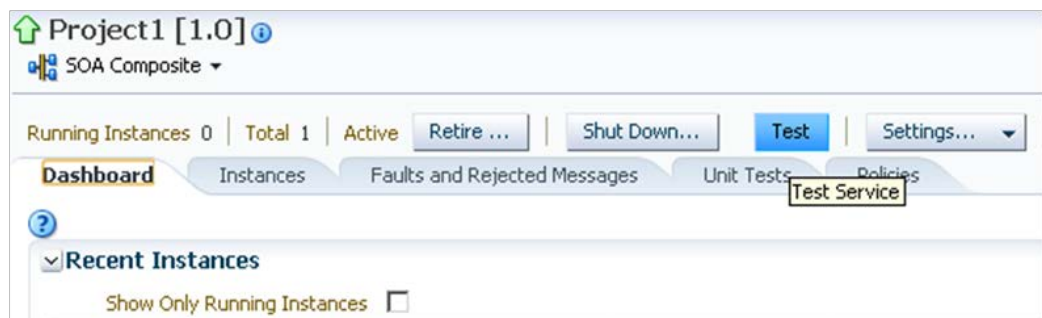 Project1 [1.0]
SOA Composite
Running Instances 0 | Total 1 | Active Retire ... | Shut Down... Test | Settings...
Dashboard Instances Faults and Rejected Messages Unit Tests Policies
Test Service
Recent Instances
Show Only Running Instances